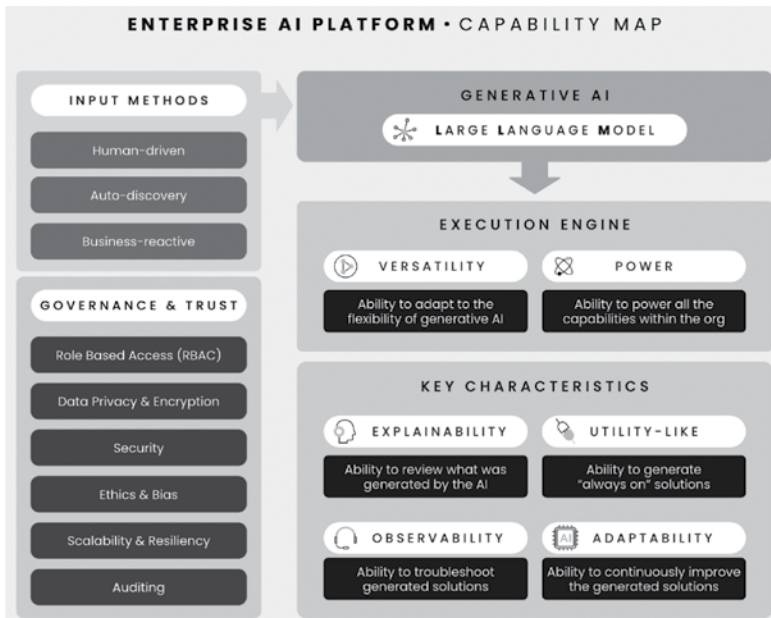 ENTERPRISE AI PLATFORM • CAPABILITY MAP
INPUT METHODS
Human-driven
Auto-discovery
Business-reactive
GOVERNANCE & TRUST
Role Based Access (RBAC)
Data Privacy & Encryption
Security
Ethics & Bias
Scalability & Resiliency
Auditing
GENERATIVE AI
LARGE LANGUAGE MODEL
EXECUTION ENGINE
VERSATILITY
Ability to adapt to the
flexibility of generative AI
POWER
Ability to power all the
capabilities within the org
KEY CHARACTERISTICS
EXPLAINABILITY
Ability to review what was
generated by the AI
UTILITY-LIKE
Ability to generate
“always on” solutions
OBSERVABILITY
Ability to troubleshoot
generated solutions
AI
ADAPTABILITY
Ability to continuously improve
the generated solutions